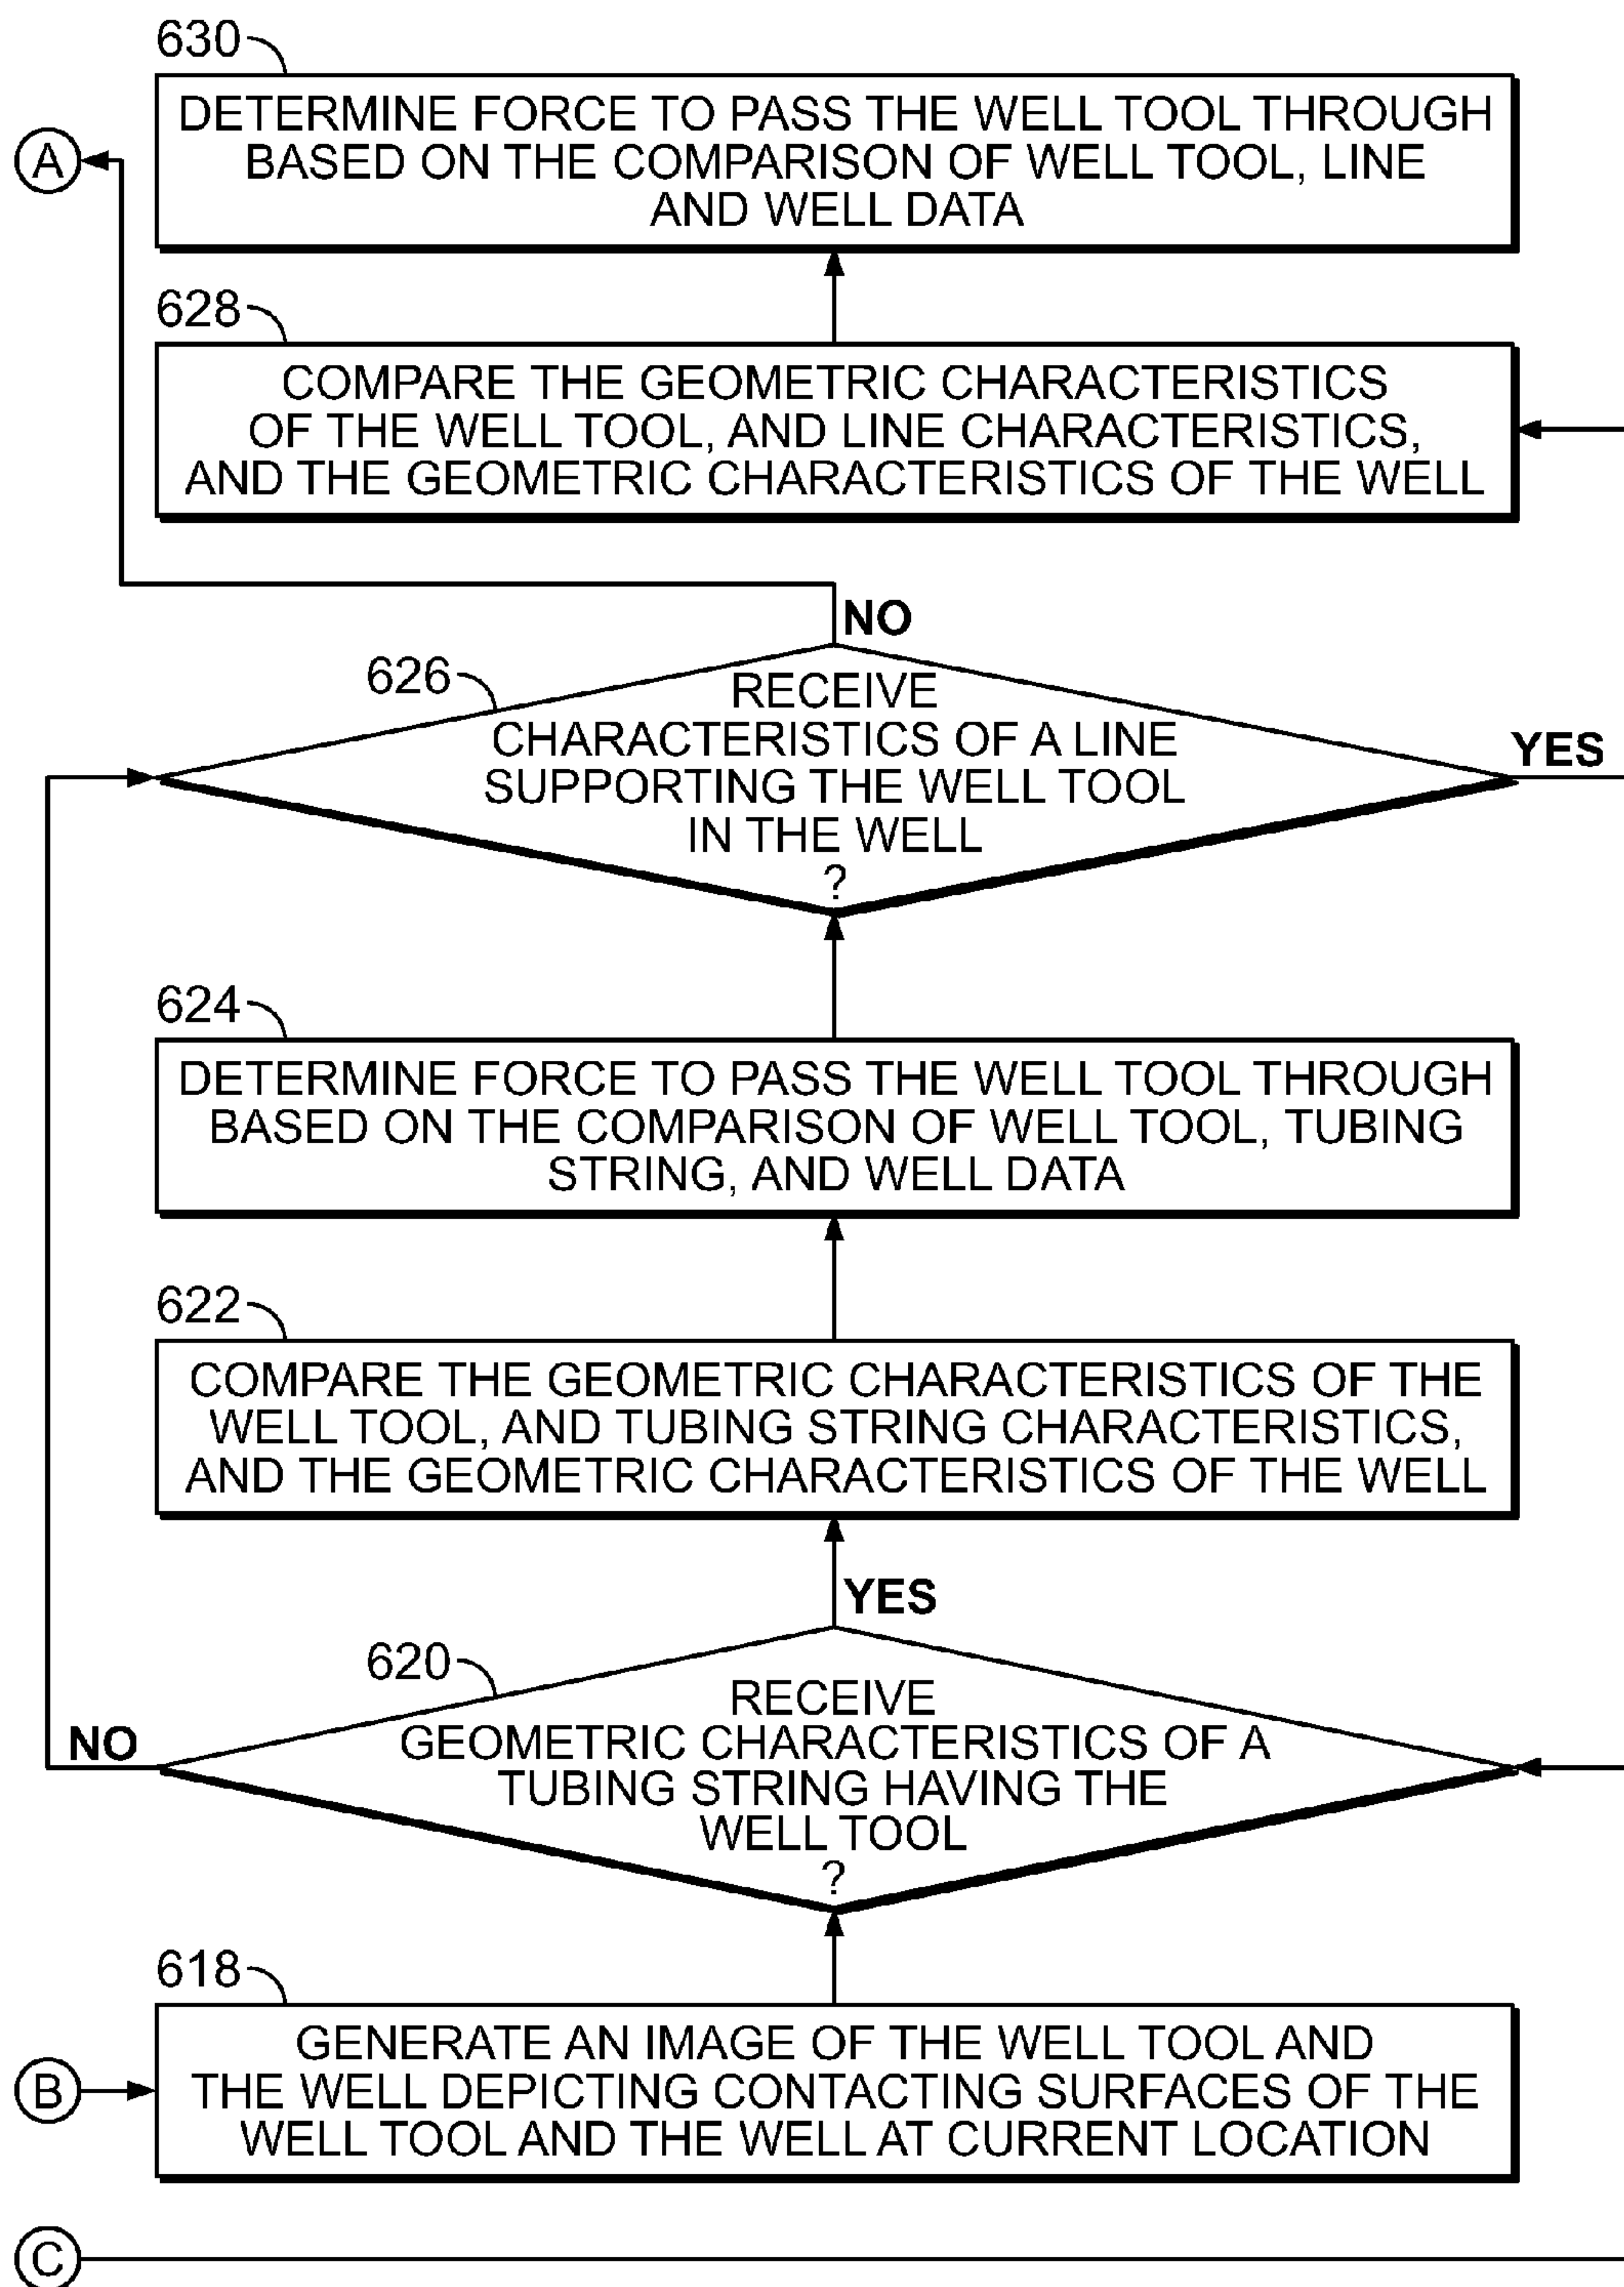 630
DETERMINE FORCE TO PASS THE WELL TOOL THROUGH
BASED ON THE COMPARISON OF WELL TOOL, LINE
AND WELL DATA
A
628
COMPARE THE GEOMETRIC CHARACTERISTICS
OF THE WELL TOOL, AND LINE CHARACTERISTICS,
AND THE GEOMETRIC CHARACTERISTICS OF THE WELL
NO
626
RECEIVE
CHARACTERISTICS OF A LINE
SUPPORTING THE WELL TOOL
IN THE WELL
?
YES
624
DETERMINE FORCE TO PASS THE WELL TOOL THROUGH
BASED ON THE COMPARISON OF WELL TOOL, TUBING
STRING, AND WELL DATA
622
COMPARE THE GEOMETRIC CHARACTERISTICS OF THE
WELL TOOL, AND TUBING STRING CHARACTERISTICS,
AND THE GEOMETRIC CHARACTERISTICS OF THE WELL
YES
620
RECEIVE
GEOMETRIC CHARACTERISTICS OF A
TUBING STRING HAVING THE
WELL TOOL
?
NO
618
GENERATE AN IMAGE OF THE WELL TOOL AND
THE WELL DEPICTING CONTACTING SURFACES OF THE
WELL TOOL AND THE WELL AT CURRENT LOCATION
B
C